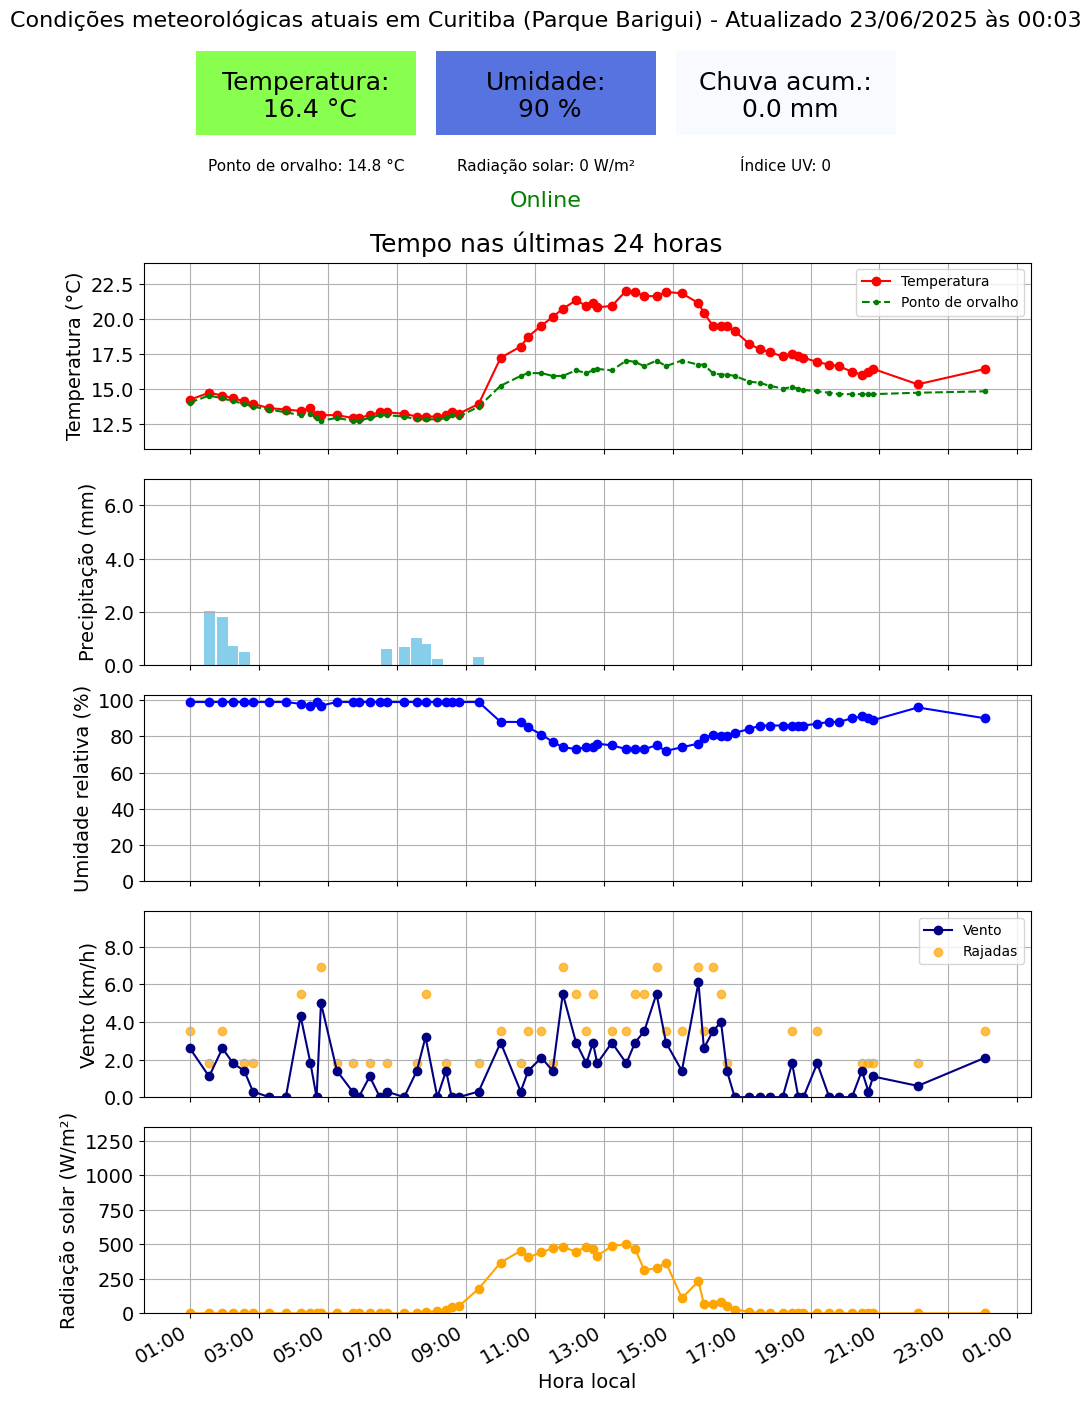 Condições meteorológicas atuais em Curitiba (Parque Barigui) - Atualizado 23/06/2025 às 00:03
Temperatura:
16.4 °C
Umidade:
90 %
Chuva acum.:
0.0 mm
Ponto de orvalho: 14.8 °C
Radiação solar: 0 W/m²
Índice UV: 0
Online
Tempo nas últimas 24 horas
Temperatura (°C)
22.5
20.0
17.5
15.0
12.5
Temperatura
Ponto de orvalho
Precipitação (mm)
6.0
4.0
2.0
0.0
Umidade relativa (%)
100
80
60
40
20
0
Vento (km/h)
8.0
6.0
4.0
2.0
0.0
Vento
Rajadas
Radiação solar (W/m²)
1250
1000
750
500
250
0
01:00
03:00
05:00
07:00
09:00
11:00
13:00
15:00
17:00
19:00
21:00
23:00
01:00
Hora local